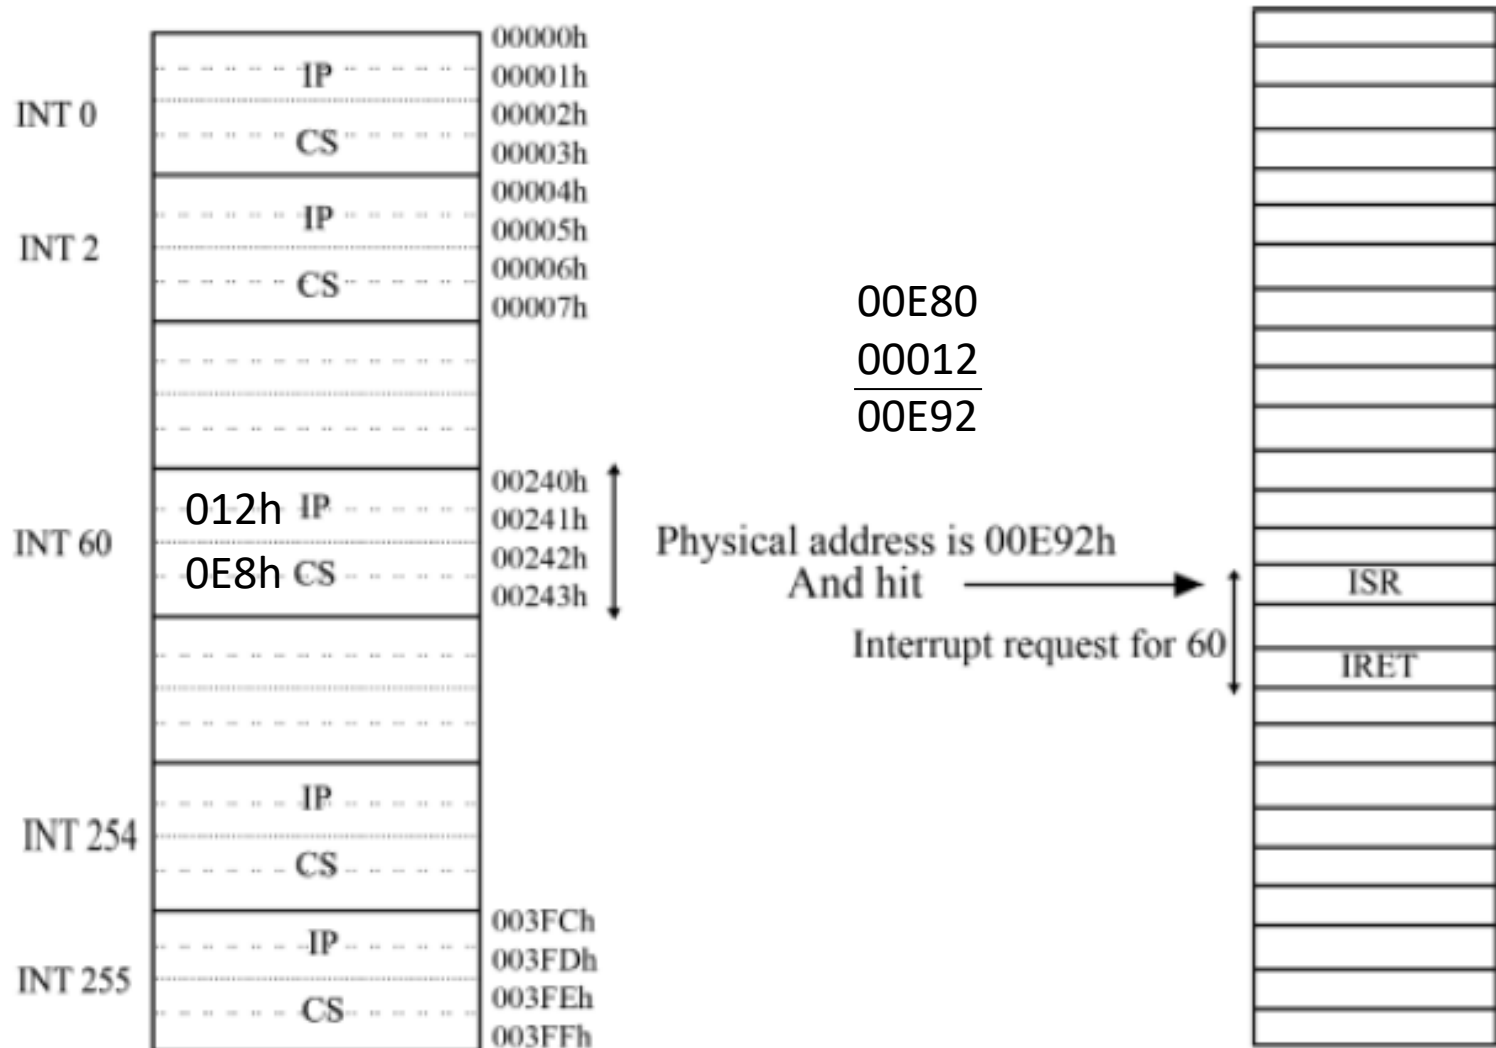 00000h
IP
00001h
INT 0
00002h
CS
00003h
00004h
IP
00005h
INT 2
00006h
CS
00007h
00E80
00012
00E92
00240h
012h IP
00241h
INT 60
Physical address is 00E92h
00242h
0E8h CS
And hit
ISR
00243h
Interrupt request for 60
IRET
IP
INT 254
CS
003FCh
IP
003FDh
INT 255
003FEh
CS
003FFh